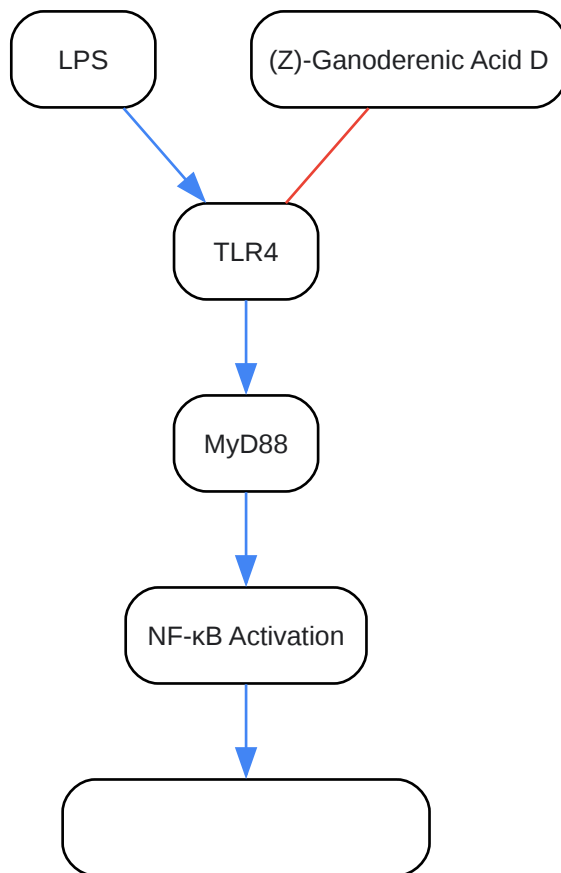 LPS
(Z)-Ganoderenic Acid D
TLR4
MyD88
NF-κB Activation